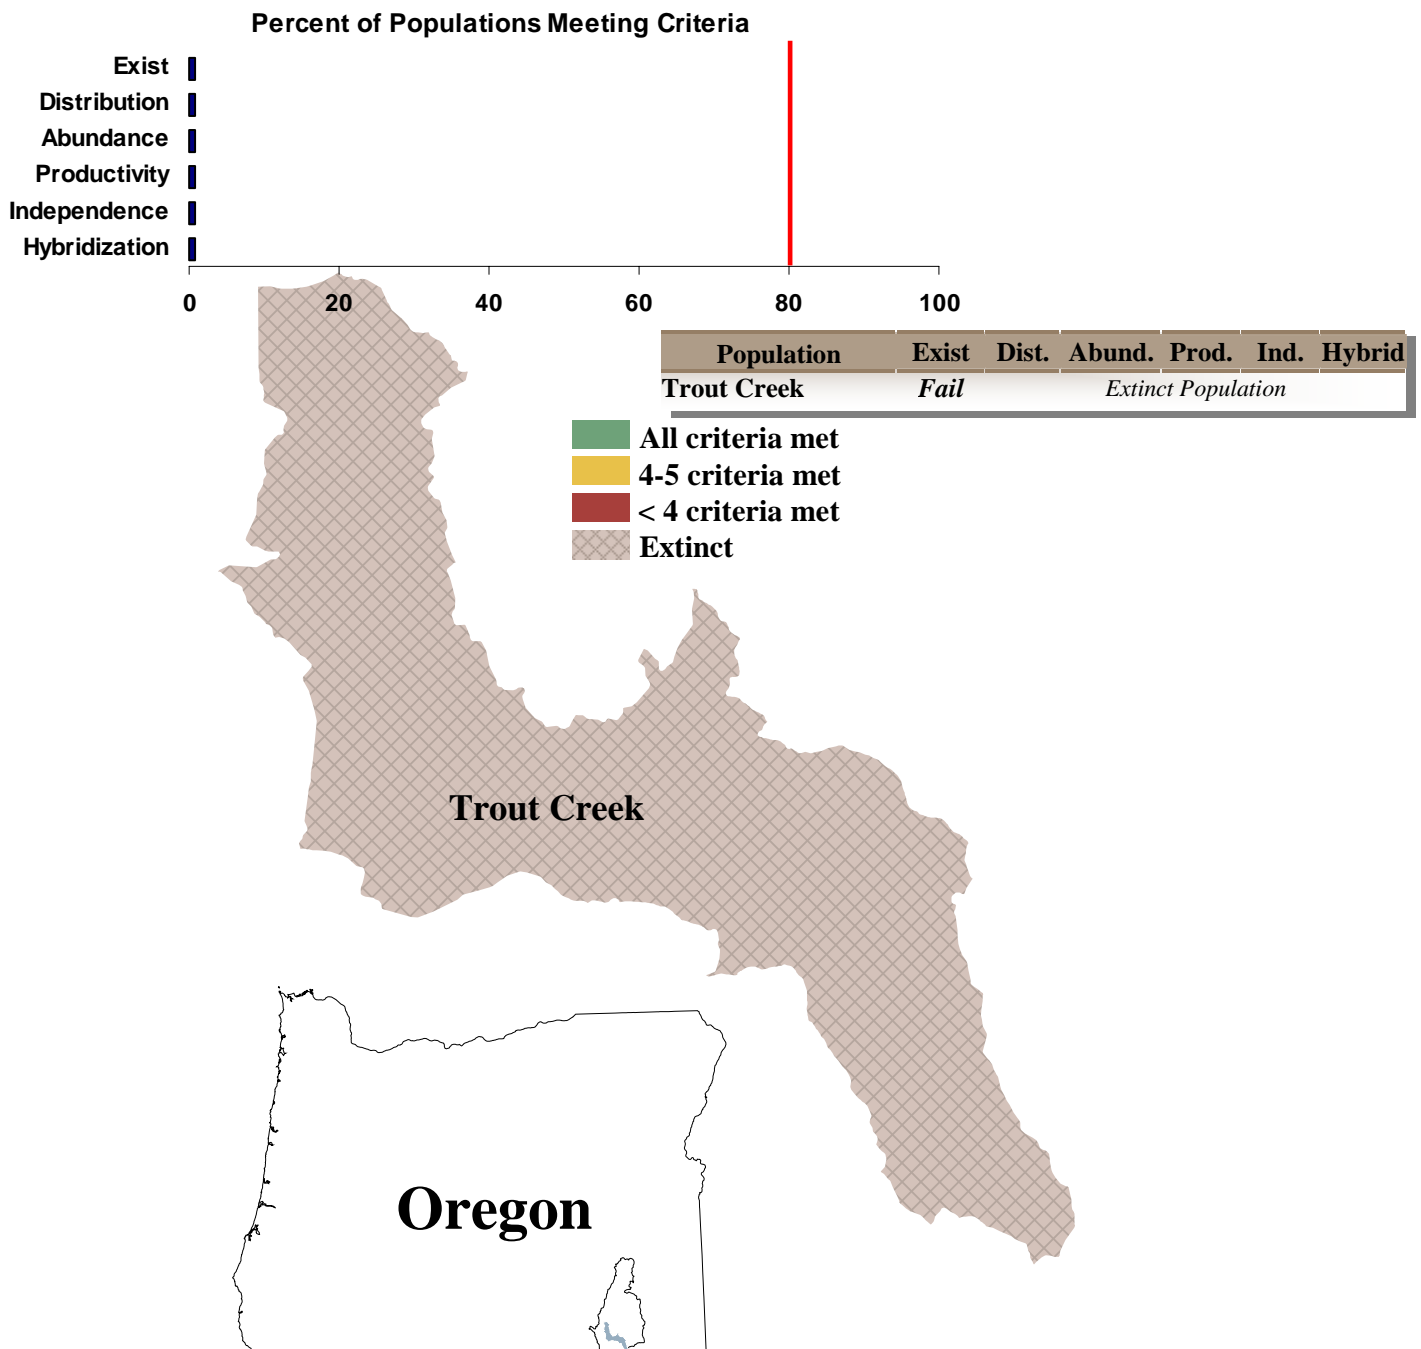 Percent of Populations Meeting Criteria
Exist
Distribution
Abundance
Productivity
Independence
Hybridization
0 20 40 60 80 100
Population Exist Dist. Abund. Prod. Ind. Hybrid
Trout Creek Fail Extinct Population
All criteria met
4-5 criteria met
< 4 criteria met
Extinct
Trout Creek
Oregon